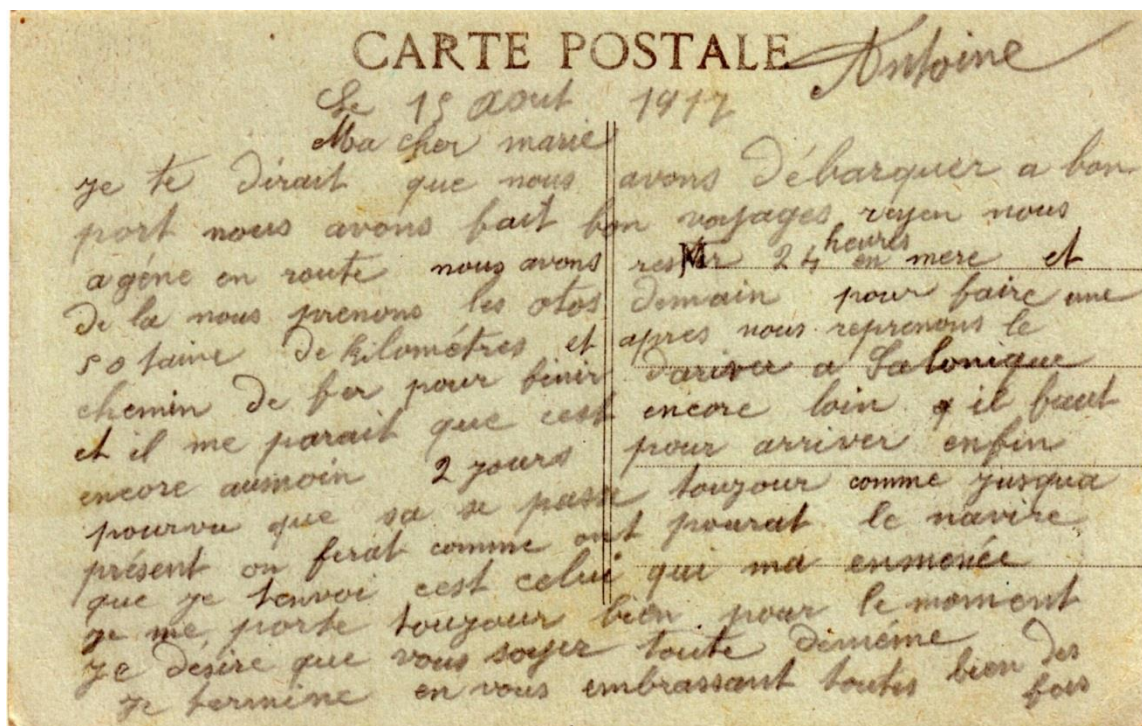 CARTE POSTALE
Antoine
Le 15 Aout 1917
Ma cher marie
je te dirait que nous avons débarquer a bon
port nous avons fait bon voyages rejen nous
a géne en route nous avons rester 24 heures en mere et
de la nous prenons les otos demain pour faire une
50 taine de kilométres et apres nous reprenons le
chemin de fer pour finir dariver a Salonique
et il me parait que cest encore loin il faut
encore aumoin 2 jours pour arriver enfin
pourvu que sa se passe toujour comme jusqua
présent on ferat comme ont pourat le navire
que je tenvoi cest celui qui ma enmenée
je me porte toujour bien pour le moment
je désire que vous soyer toute deméme
je termine en vous embrassant toutes bien des
fois